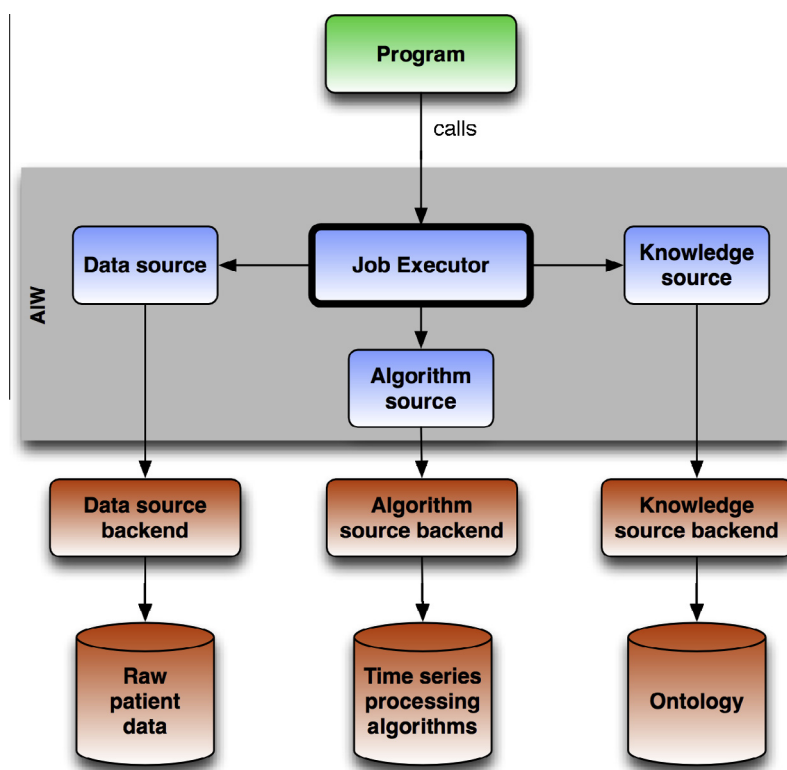 Program
calls
Data source
Job Executor
Knowledge
source
AIW
Algorithm
source
Data source
backend
Algorithm
source backend
Knowledge
source backend
Raw
patient
data
Time series
processing
algorithms
Ontology